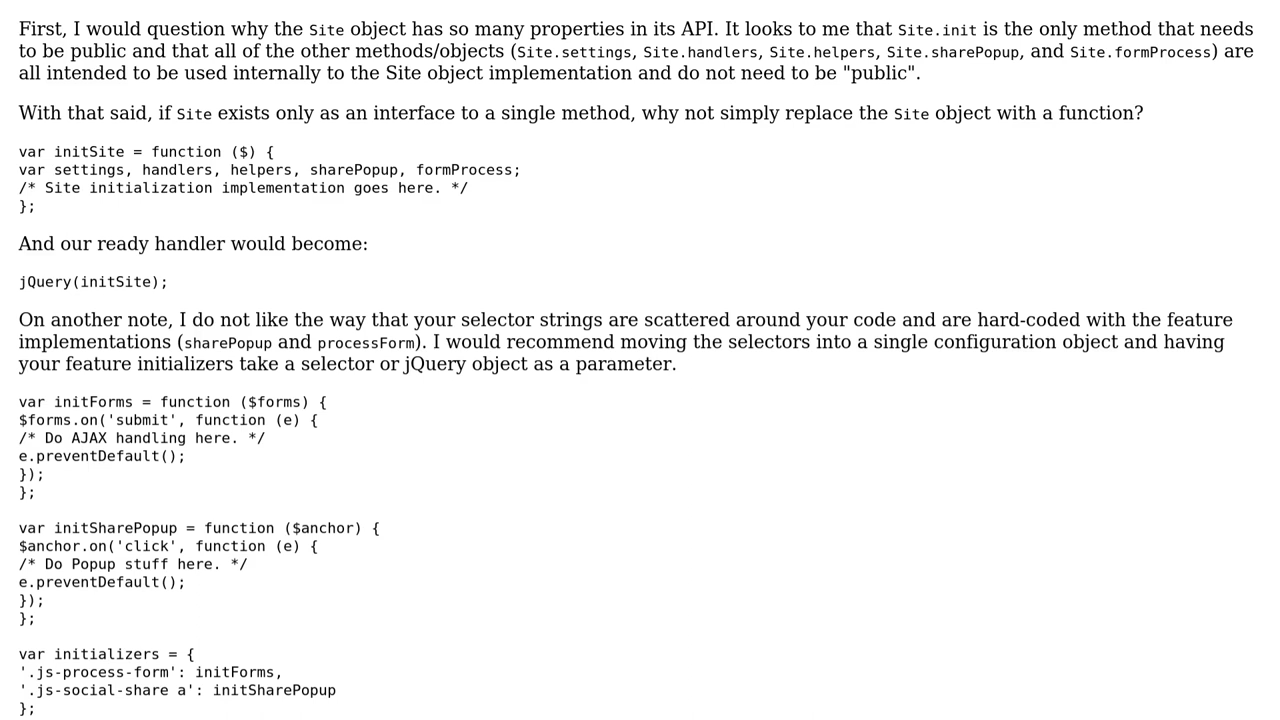 First, I would question why the Site object has so many properties in its API. It looks to me that Site.init is the only method that needs
to be public and that all of the other methods/objects (Site.settings, Site.handlers, Site.helpers, Site.sharePopup, and Site.formProcess) are
all intended to be used internally to the Site object implementation and do not need to be "public".
With that said, if Site exists only as an interface to a single method, why not simply replace the Site object with a function?
var initSite = function ($) {
var settings, handlers, helpers, sharePopup, formProcess;
/* Site initialization implementation goes here. */
};
And our ready handler would become:
jQuery(initSite);
On another note, I do not like the way that your selector strings are scattered around your code and are hard-coded with the feature
implementations (sharePopup and processForm). I would recommend moving the selectors into a single configuration object and having
your feature initializers take a selector or jQuery object as a parameter.
var initForms = function ($forms) {
$forms.on('submit', function (e) {
/* Do AJAX handling here. */
e.preventDefault();
});
};
var initSharePopup = function ($anchor) {
$anchor.on('click', function (e) {
/* Do Popup stuff here. */
e.preventDefault();
});
};
var initializers = {
'.js-process-form': initForms,
'.js-social-share a': initSharePopup
};